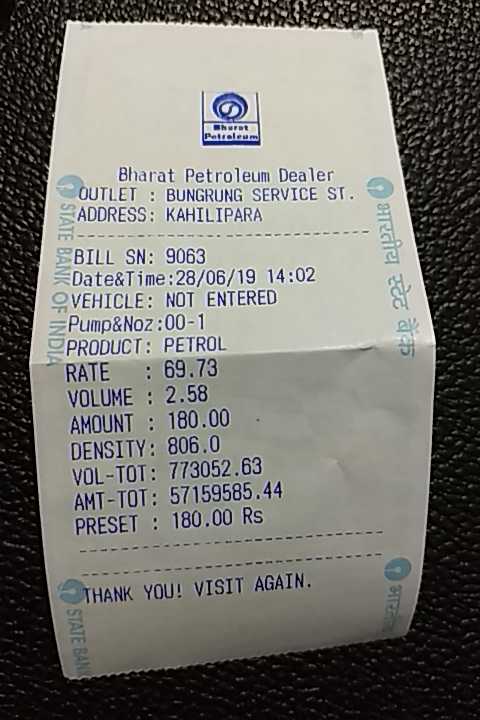 Bharat
Petroleum
Bharat Petroleum Dealer
OUTLET : BUNGRUNG SERVICE ST.
ADDRESS: KAHILIPARA
BILL SN: 9063
Date&Time:28/06/19 14:02
VEHICLE: NOT ENTERED
Pump&Noz:00-1
PRODUCT: PETROL
RATE : 69.73
VOLUME : 2.58
AMOUNT : 180.00
DENSITY: 806.0
VOL-TOT: 773052.63
AMT-TOT: 57159585.44
PRESET : 180.00 Rs
THANK YOU! VISIT AGAIN.
STATE BANK OF INDIA
भारतीय स्टेट बैंक
STATE BAN
भारतीय